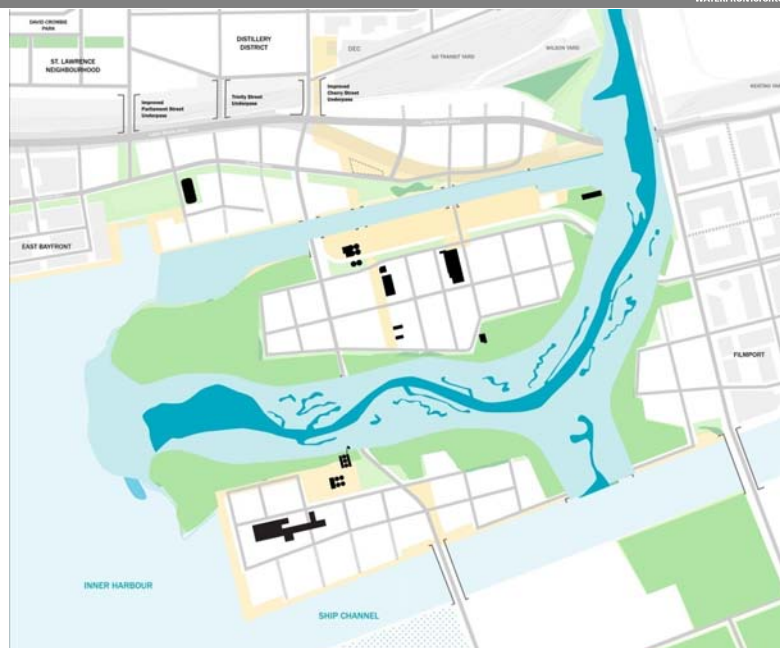 DAVID CROMBIE
PARK
ST. LAWRENCE
NEIGHBOURHOOD
DISTILLERY
DISTRICT
GO TRANSIT YARD
WILSON YARD
Improved
Parliament Street
Underpass
Trinity Street
Underpass
Improved
Cherry Street
Underpass
EAST BAYFRONT
FILMPORT
INNER HARBOUR
SHIP CHANNEL